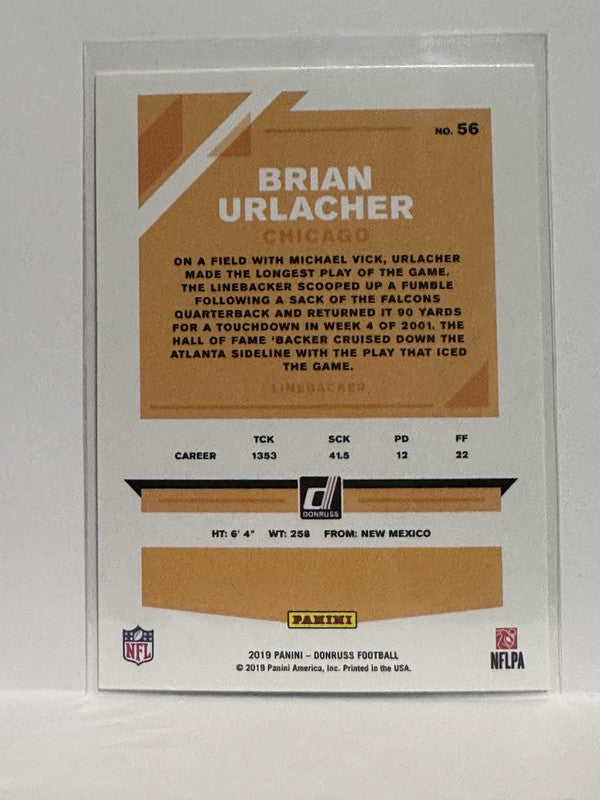 NO. 56
BRIAN
URLACHER
CHICAGO
ON A FIELD WITH MICHAEL VICK, URLACHER
MADE THE LONGEST PLAY OF THE GAME.
THE LINEBACKER SCOOPED UP A FUMBLE
FOLLOWING A SACK OF THE FALCONS
QUARTERBACK AND RETURNED IT 90 YARDS
FOR A TOUCHDOWN IN WEEK 4 OF 2001. THE
HALL OF FAME 'BACKER CRUISED DOWN THE
ATLANTA SIDELINE WITH THE PLAY THAT ICED
THE GAME.
LINEBACKER
TCK SCK PD FF
CAREER 1353 41.5 12 22
d
DONRUSS
HT: 6' 4" WT: 258 FROM: NEW MEXICO
PANINI
NFL
2019 PANINI – DONRUSS FOOTBALL
© 2019 Panini America, Inc. Printed in the USA.
NFLPA